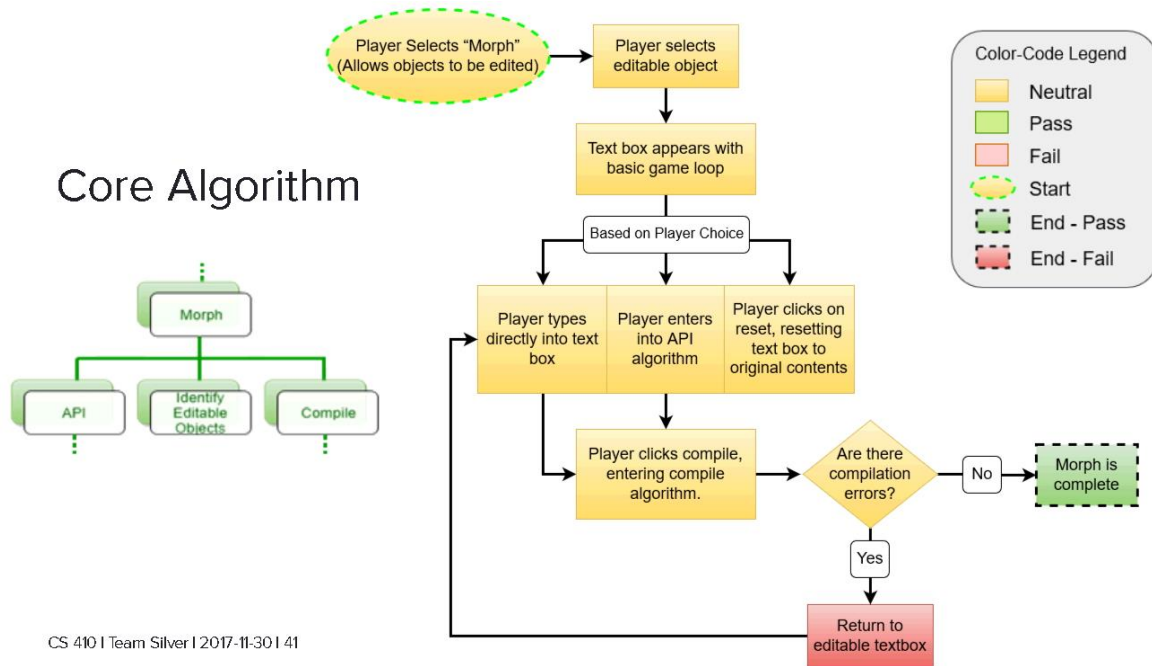 Core Algorithm
Morph
API
Identify
Editable
Objects
Compile
CS 410 I Team Silver I 2017-11-30 I 41
Player Selects “Morph”
(Allows objects to be edited)
Player selects
editable object
Text box appears with
basic game loop
Based on Player Choice
Player types
directly into text
box
Player enters
into API
algorithm
Player clicks on
reset, resetting
text box to
original contents
Player clicks compile,
entering compile
algorithm.
Are there
compilation
errors?
No
Morph is
complete
Yes
Return to
editable textbox
Color-Code Legend
Neutral
Pass
Fail
Start
End - Pass
End - Fail